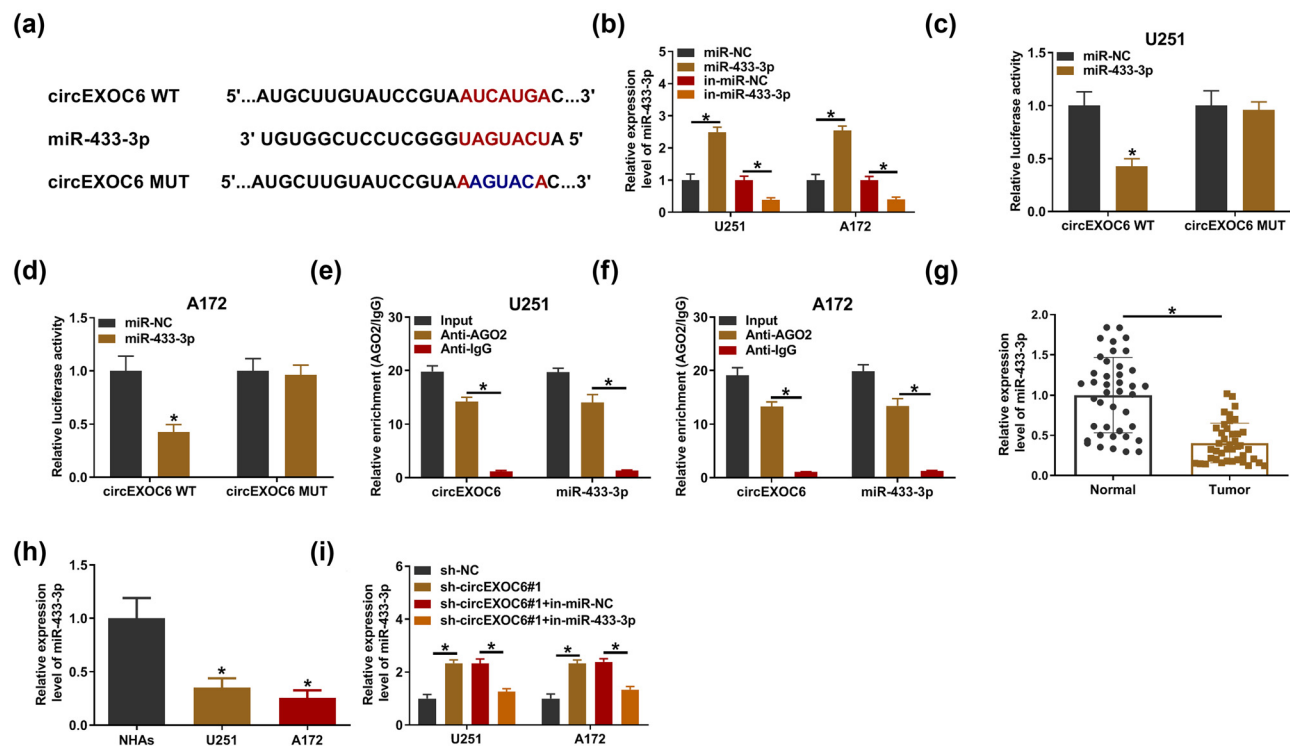 (a)
circEXOC6 WT 5'...AUGCUUGUAUCCGUAAUCAUGAC...3'
miR-433-3p 3' UGUGGCUCCUCGGGUAGUACUA 5'
circEXOC6 MUT 5'...AUGCUUGUAUCCGUAAAGUACAC...3'
(b)
Relative expression
level of miR-433-3p
miR-NC
miR-433-3p
in-miR-NC
in-miR-433-3p
5
4
3
2
1
0
* * * *
U251 A172
(c)
U251
Relative luciferase activity
miR-NC
miR-433-3p
1.5
1.0
0.5
0.0
*
circEXOC6 WT circEXOC6 MUT
(d)
A172
Relative luciferase activity
miR-NC
miR-433-3p
1.5
1.0
0.5
0.0
*
circEXOC6 WT circEXOC6 MUT
(e)
U251
Relative enrichment (AGO2/IgG)
Input
Anti-AGO2
Anti-IgG
30
20
10
0
* *
circEXOC6 miR-433-3p
(f)
A172
Relative enrichment (AGO2/IgG)
Input
Anti-AGO2
Anti-IgG
30
20
10
0
* *
circEXOC6 miR-433-3p
(g)
Relative expression
level of miR-433-3p
*
2.0
1.5
1.0
0.5
0.0
Normal Tumor
(h)
Relative expression
level of miR-433-3p
1.5
1.0
0.5
0.0
* *
NHAs U251 A172
(i)
Relative expression
level of miR-433-3p
sh-NC
sh-circEXOC6#1
sh-circEXOC6#1+in-miR-NC
sh-circEXOC6#1+in-miR-433-3p
6
4
2
0
* * * *
U251 A172